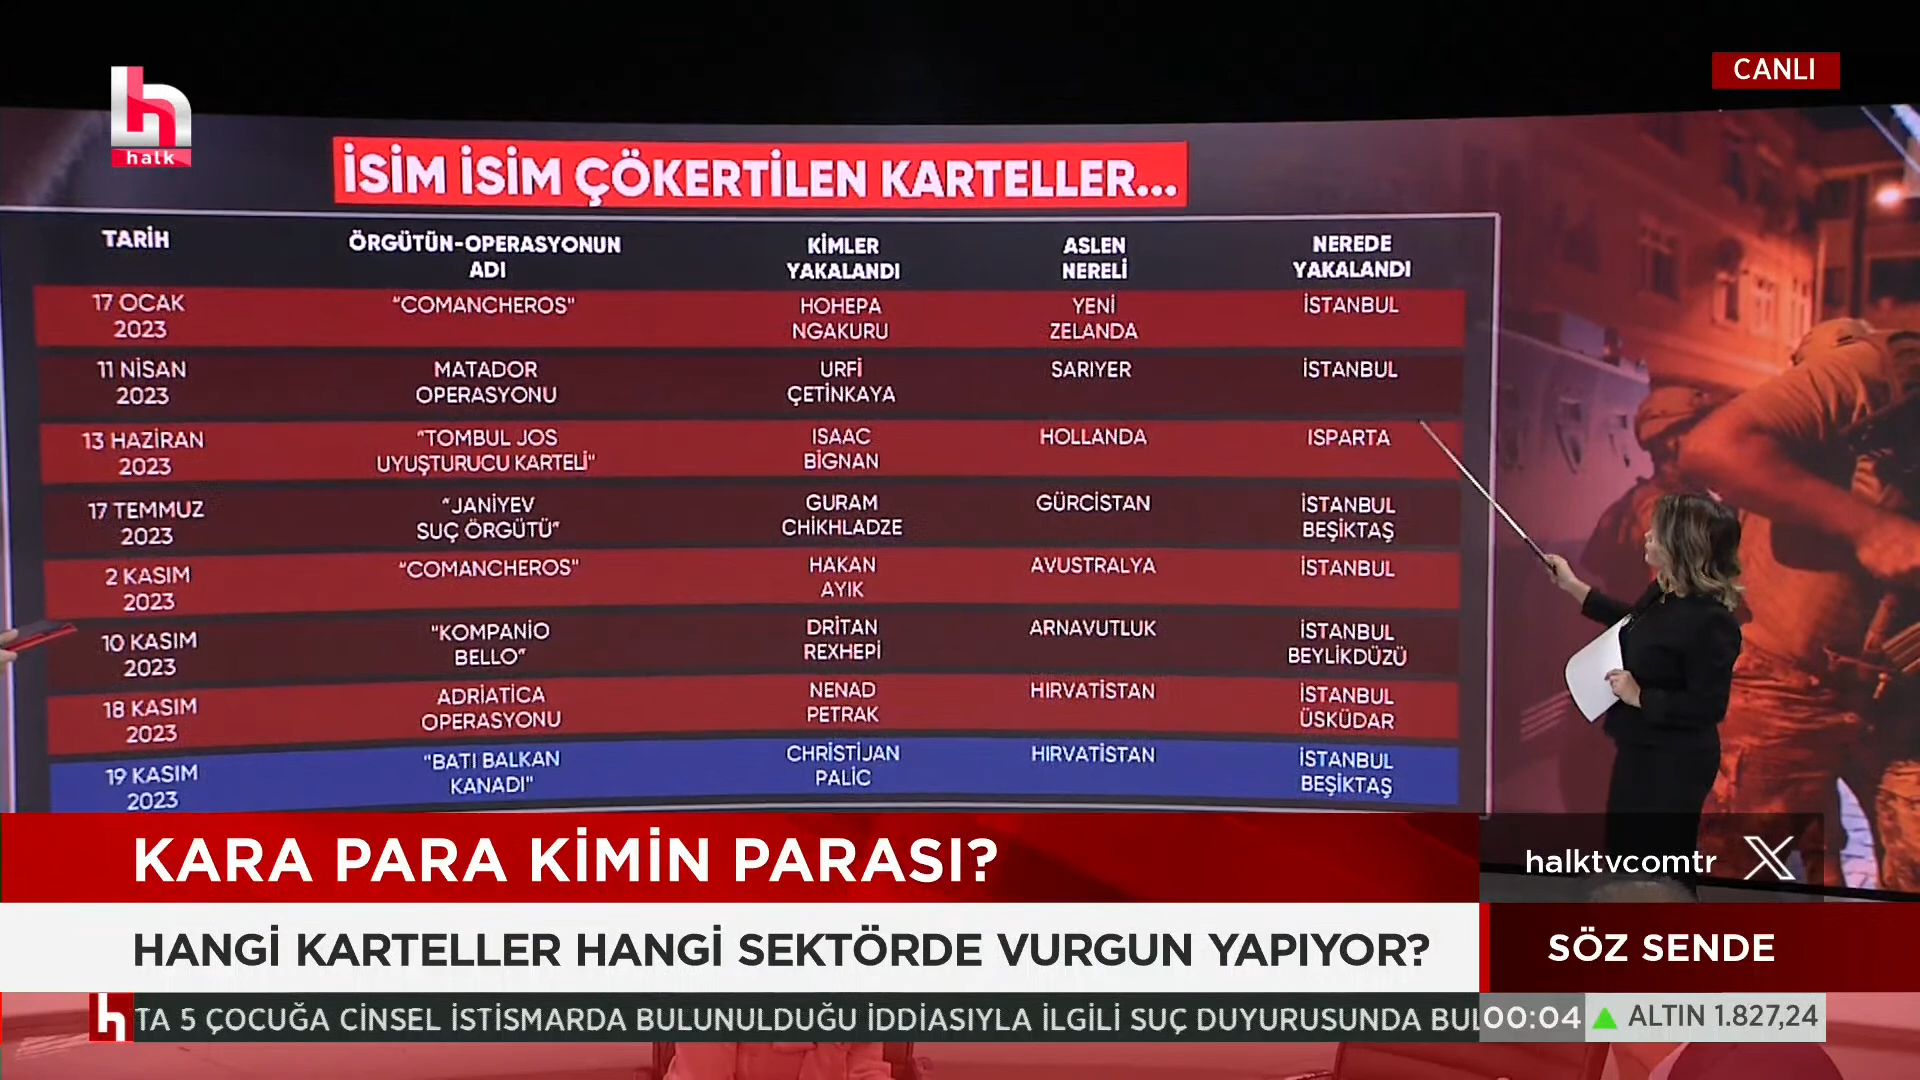 CANLI
h
halk
İSİM İSİM ÇÖKERTİLEN KARTELLER...
TARİH
ÖRGÜTÜN-OPERASYONUN
ADI
KİMLER
YAKALANDI
ASLEN
NERELİ
NEREDE
YAKALANDI
17 OCAK
2023
"COMANCHEROS"
HOHEPA
NGAKURU
YENİ
ZELANDA
İSTANBUL
11 NİSAN
2023
MATADOR
OPERASYONU
URFİ
ÇETİNKAYA
SARIYER
İSTANBUL
13 HAZİRAN
2023
"TOMBUL JOS
UYUŞTURUCU KARTELİ"
ISAAC
BİGNAN
HOLLANDA
ISPARTA
17 TEMMUZ
2023
"JANİYEV
SUÇ ÖRGÜTÜ"
GURAM
CHİKHLADZE
GÜRCİSTAN
İSTANBUL
BEŞİKTAŞ
2 KASIM
2023
"COMANCHEROS"
HAKAN
AYIK
AVUSTRALYA
İSTANBUL
10 KASIM
2023
"KOMPANİO
BELLO"
DRİTAN
REXHEPİ
ARNAVUTLUK
İSTANBUL
BEYLİKDÜZÜ
18 KASIM
2023
ADRİATİCA
OPERASYONU
NENAD
PETRAK
HIRVATİSTAN
İSTANBUL
ÜSKÜDAR
19 KASIM
2023
"BATI BALKAN
KANADI"
CHRİSTİJAN
PALİC
HIRVATİSTAN
İSTANBUL
BEŞİKTAŞ
KARA PARA KİMİN PARASI?
halktvcomtr X
HANGİ KARTELLER HANGİ SEKTÖRDE VURGUN YAPIYOR?
SÖZ SENDE
h TA 5 ÇOCUĞA CİNSEL İSTİSMARDA BULUNULDUĞU İDDİASIYLA İLGİLİ SUÇ DUYURUSUNDA BUL
00:04
ALTIN 1.827,24